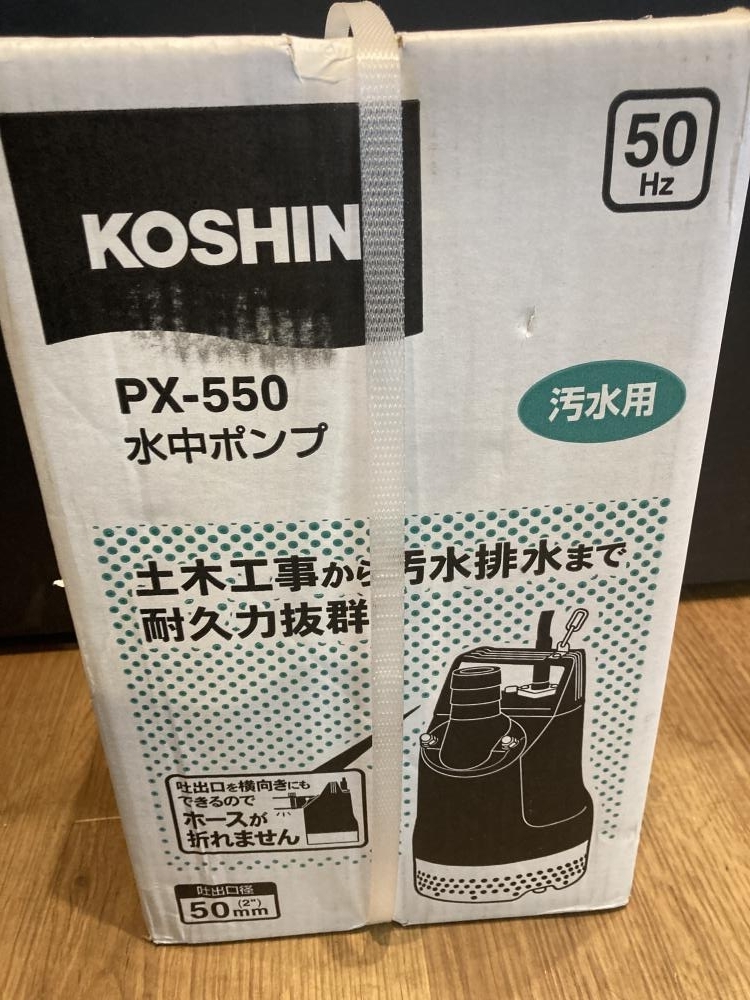 KOSHIN
50
Hz
PX-550
水中ポンプ
汚水用
土木工事から汚水排水まで
耐久力抜群
吐出口を横向きにも
できるので
ホースが
折れません
吐出口径
50mm (2")